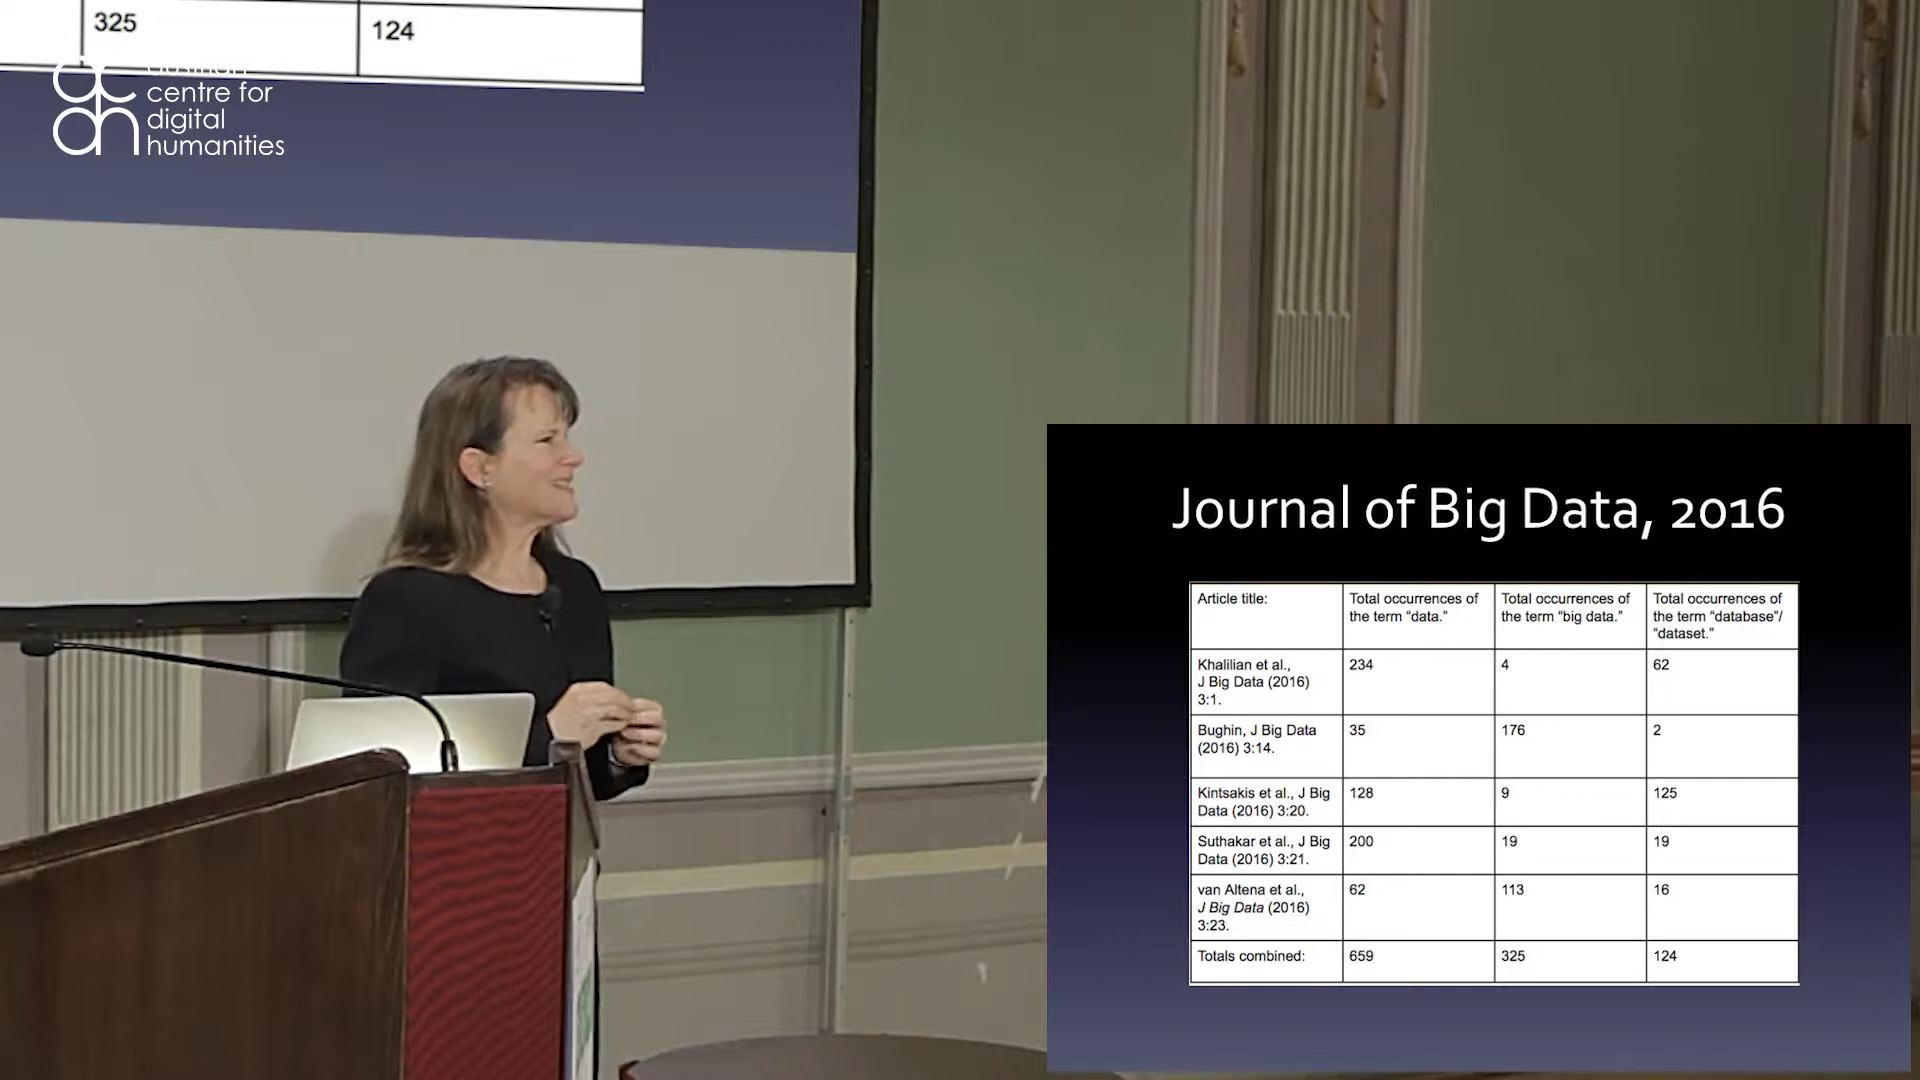 325
124
centre for
digital
humanities
Journal of Big Data, 2016
Article title:
Total occurrences of
the term “data.”
Total occurrences of
the term “big data.”
Total occurrences of
the term “database”/
“dataset.”
Khalilian et al.,
J Big Data (2016)
3:1.
234
4
62
Bughin, J Big Data
(2016) 3:14.
35
176
2
Kintsakis et al., J Big
Data (2016) 3:20.
128
9
125
Suthakar et al., J Big
Data (2016) 3:21.
200
19
19
van Altena et al.,
J Big Data (2016)
3:23.
62
113
16
Totals combined:
659
325
124